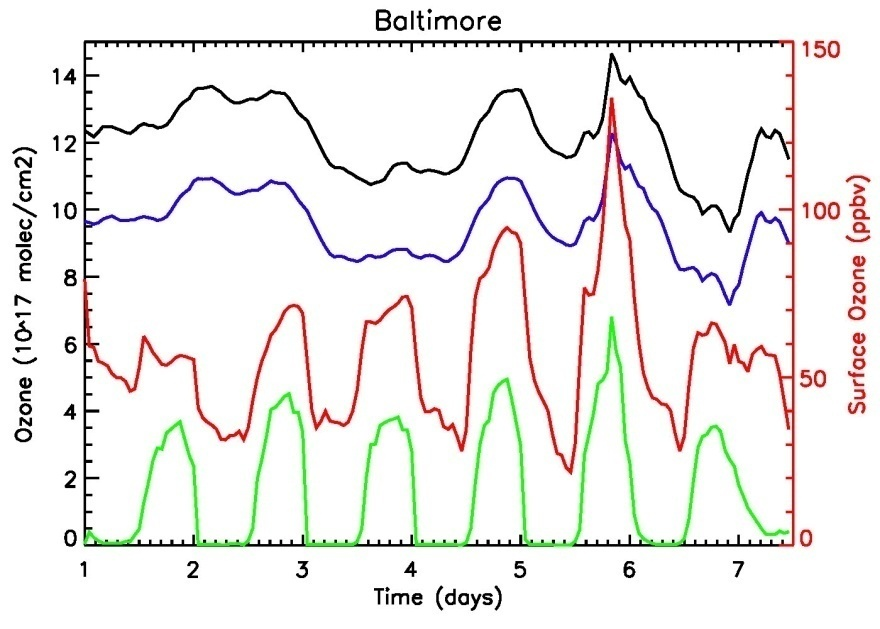 Baltimore
Ozone (10^17 molec/cm2)
14
12
10
8
6
4
2
0
150
100
50
0
Surface Ozone (ppbv)
1 2 3 4 5 6 7
Time (days)